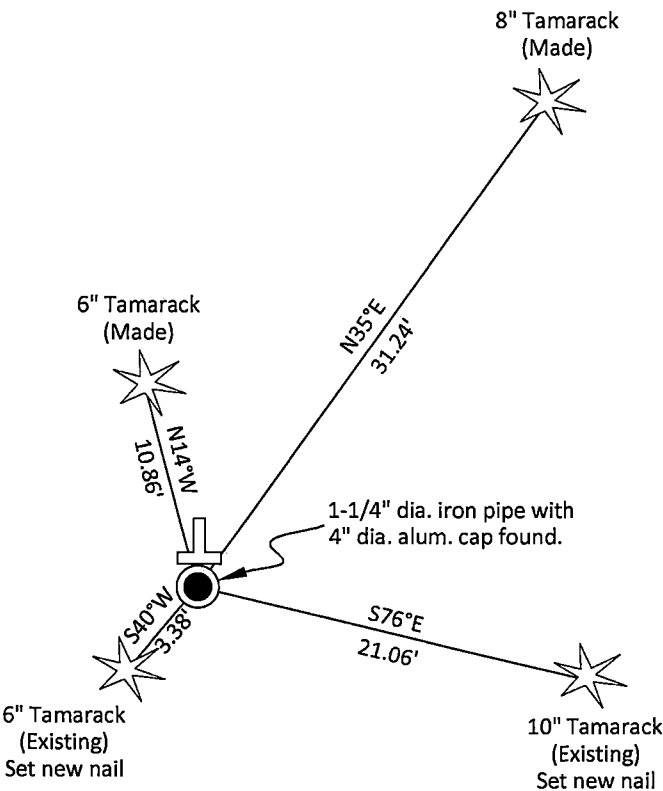 8" Tamarack
(Made)
6" Tamarack
(Made)
N35°E
31.24'
N14°W
10.86'
1-1/4" dia. iron pipe with
4" dia. alum. cap found.
S40°W
3.38'
S76°E
21.06'
6" Tamarack
(Existing)
Set new nail
10" Tamarack
(Existing)
Set new nail